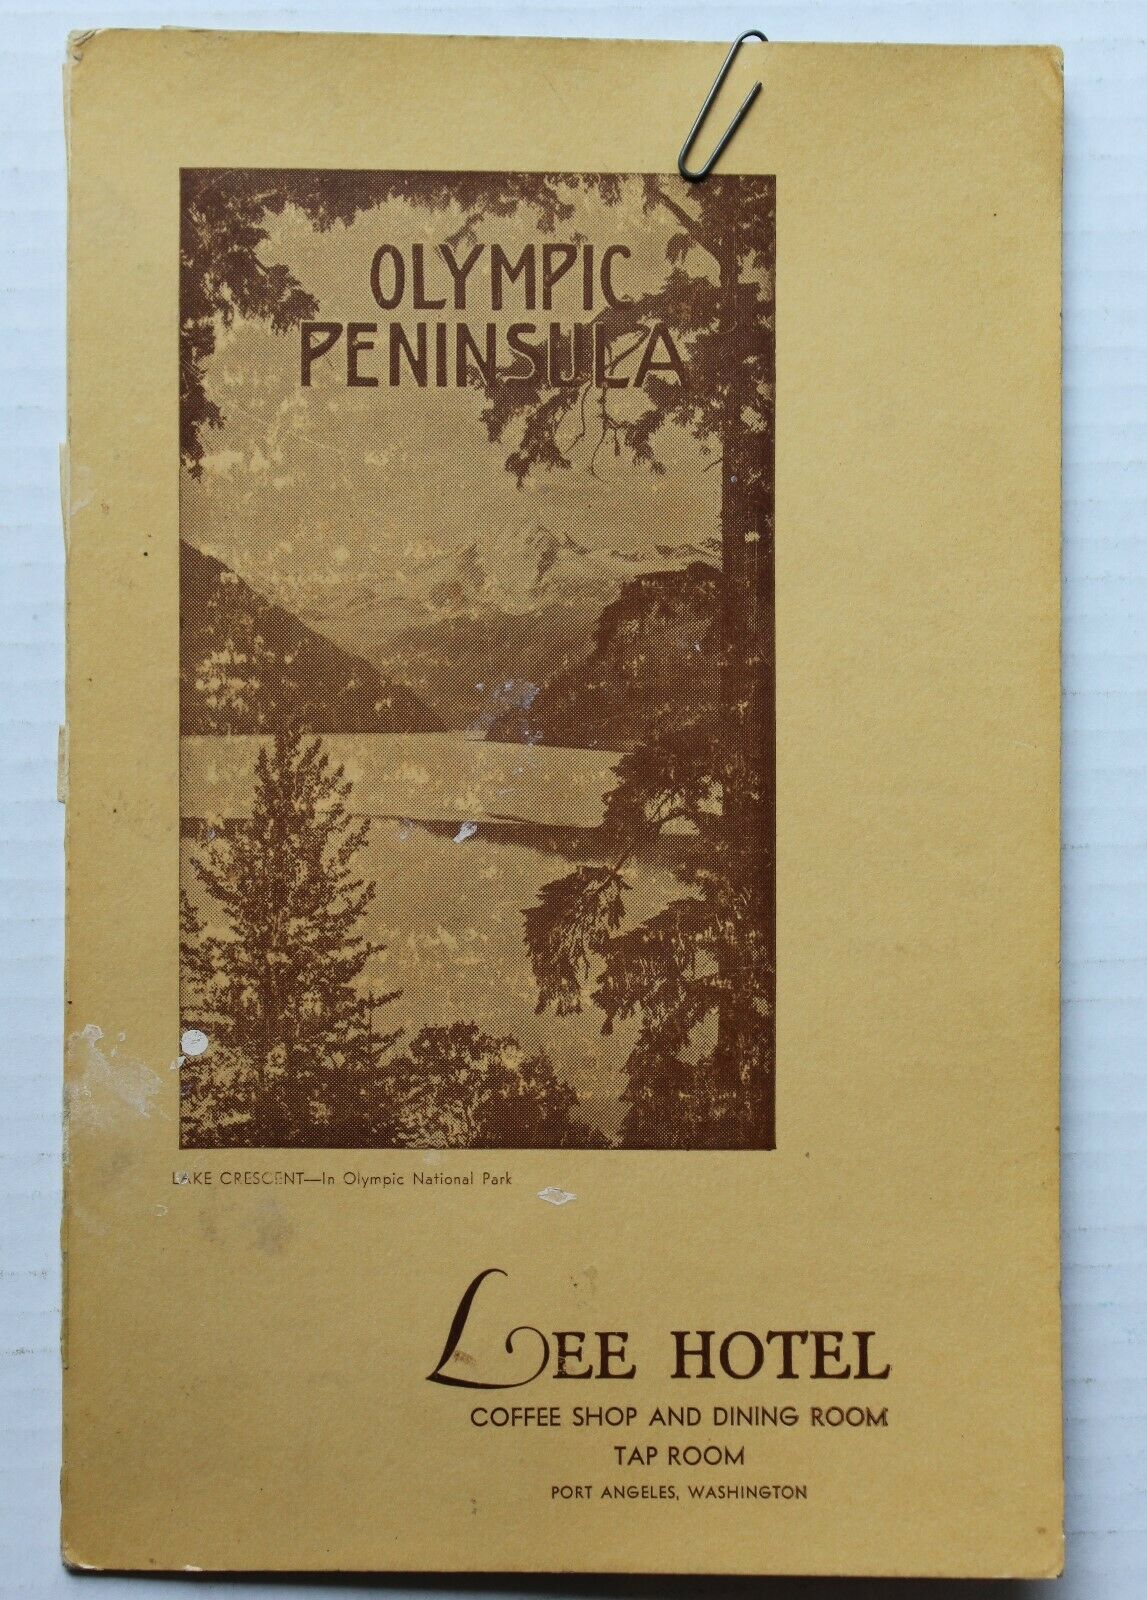 OLYMPIC
PENINSULA
LAKE CRESCENT—In Olympic National Park
LEE HOTEL
COFFEE SHOP AND DINING ROOM
TAP ROOM
PORT ANGELES, WASHINGTON